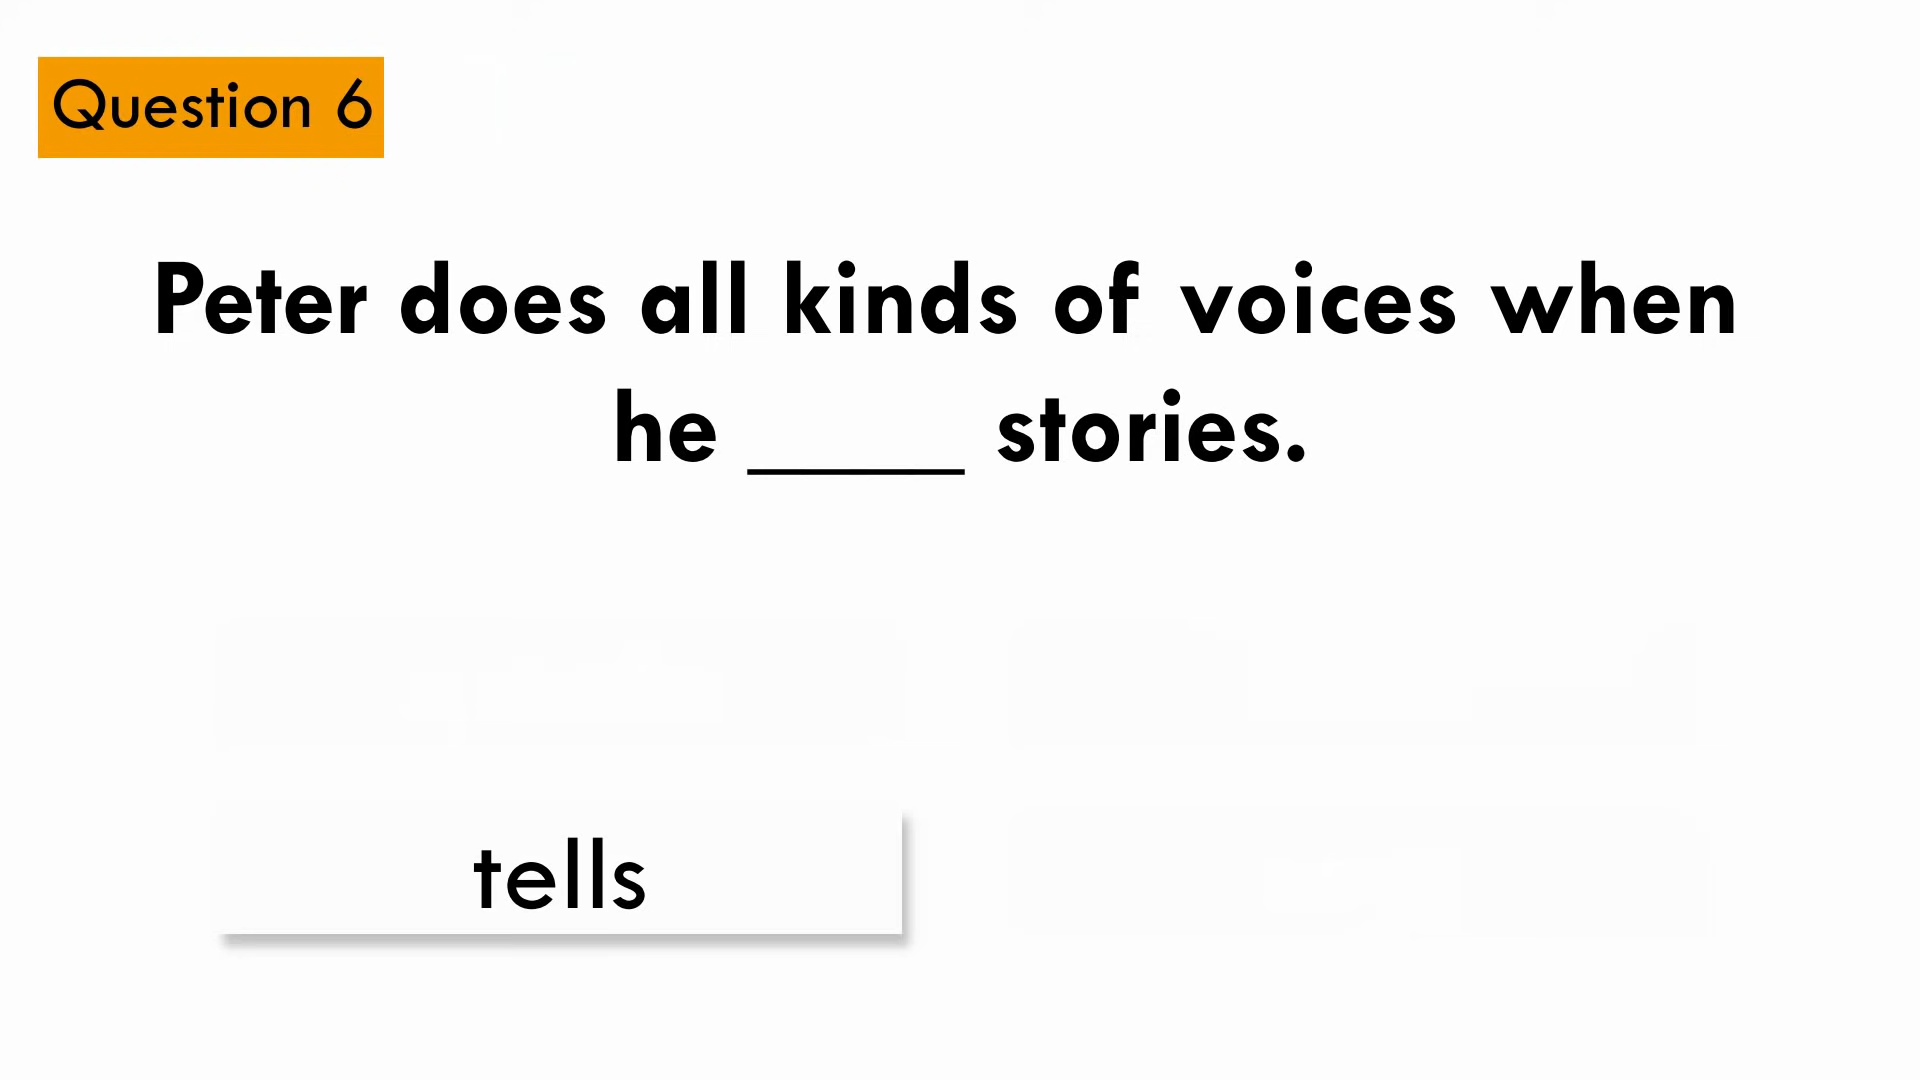 Question 6
Peter does all kinds of voices when
he ____ stories.
tells